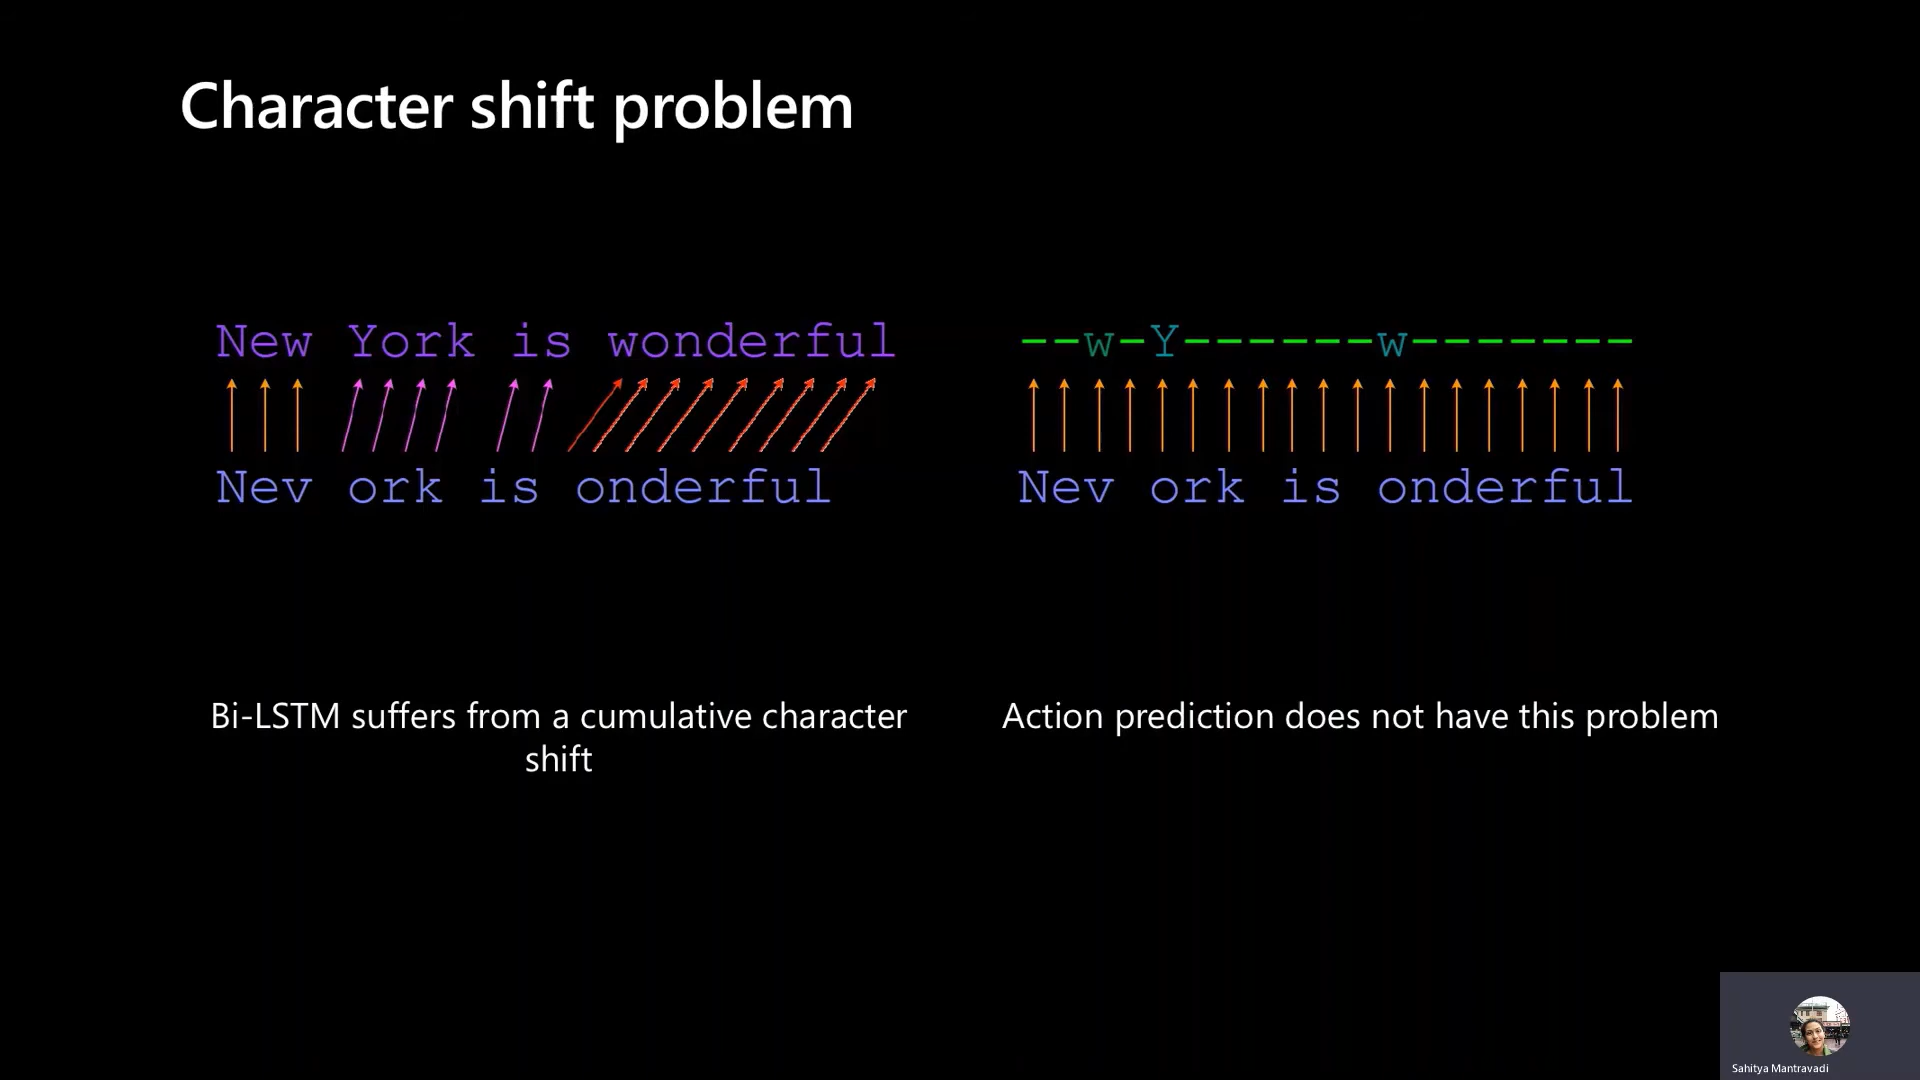 Character shift problem
New York is wonderful
Nev ork is onderful
Bi-LSTM suffers from a cumulative character
shift
--w-Y------w-------
Nev ork is onderful
Action prediction does not have this problem
Sahitya Mantravadi